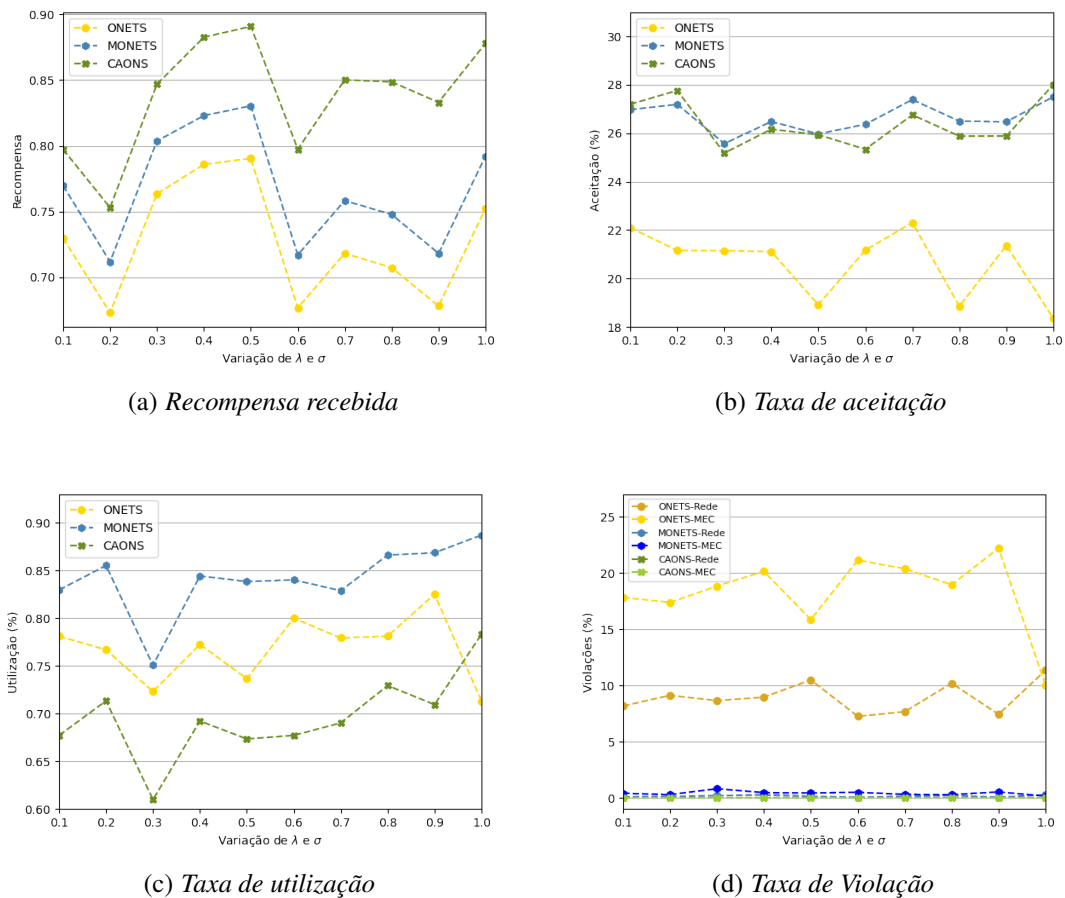 0.90
0.85
0.80
0.75
0.70
Recompensa
ONETS
MONETS
CAONS
0.1 0.2 0.3 0.4 0.5 0.6 0.7 0.8 0.9 1.0
Variação de λ e σ
(a) Recompensa recebida
30
28
26
24
22
20
18
Aceitação (%)
ONETS
MONETS
CAONS
0.1 0.2 0.3 0.4 0.5 0.6 0.7 0.8 0.9 1.0
Variação de λ e σ
(b) Taxa de aceitação
0.90
0.85
0.80
0.75
0.70
0.65
0.60
Utilização (%)
ONETS
MONETS
CAONS
0.1 0.2 0.3 0.4 0.5 0.6 0.7 0.8 0.9 1.0
Variação de λ e σ
(c) Taxa de utilização
25
20
15
10
5
0
Violações (%)
ONETS-Rede
ONETS-MEC
MONETS-Rede
MONETS-MEC
CAONS-Rede
CAONS-MEC
0.1 0.2 0.3 0.4 0.5 0.6 0.7 0.8 0.9 1.0
Variação de λ e σ
(d) Taxa de Violação